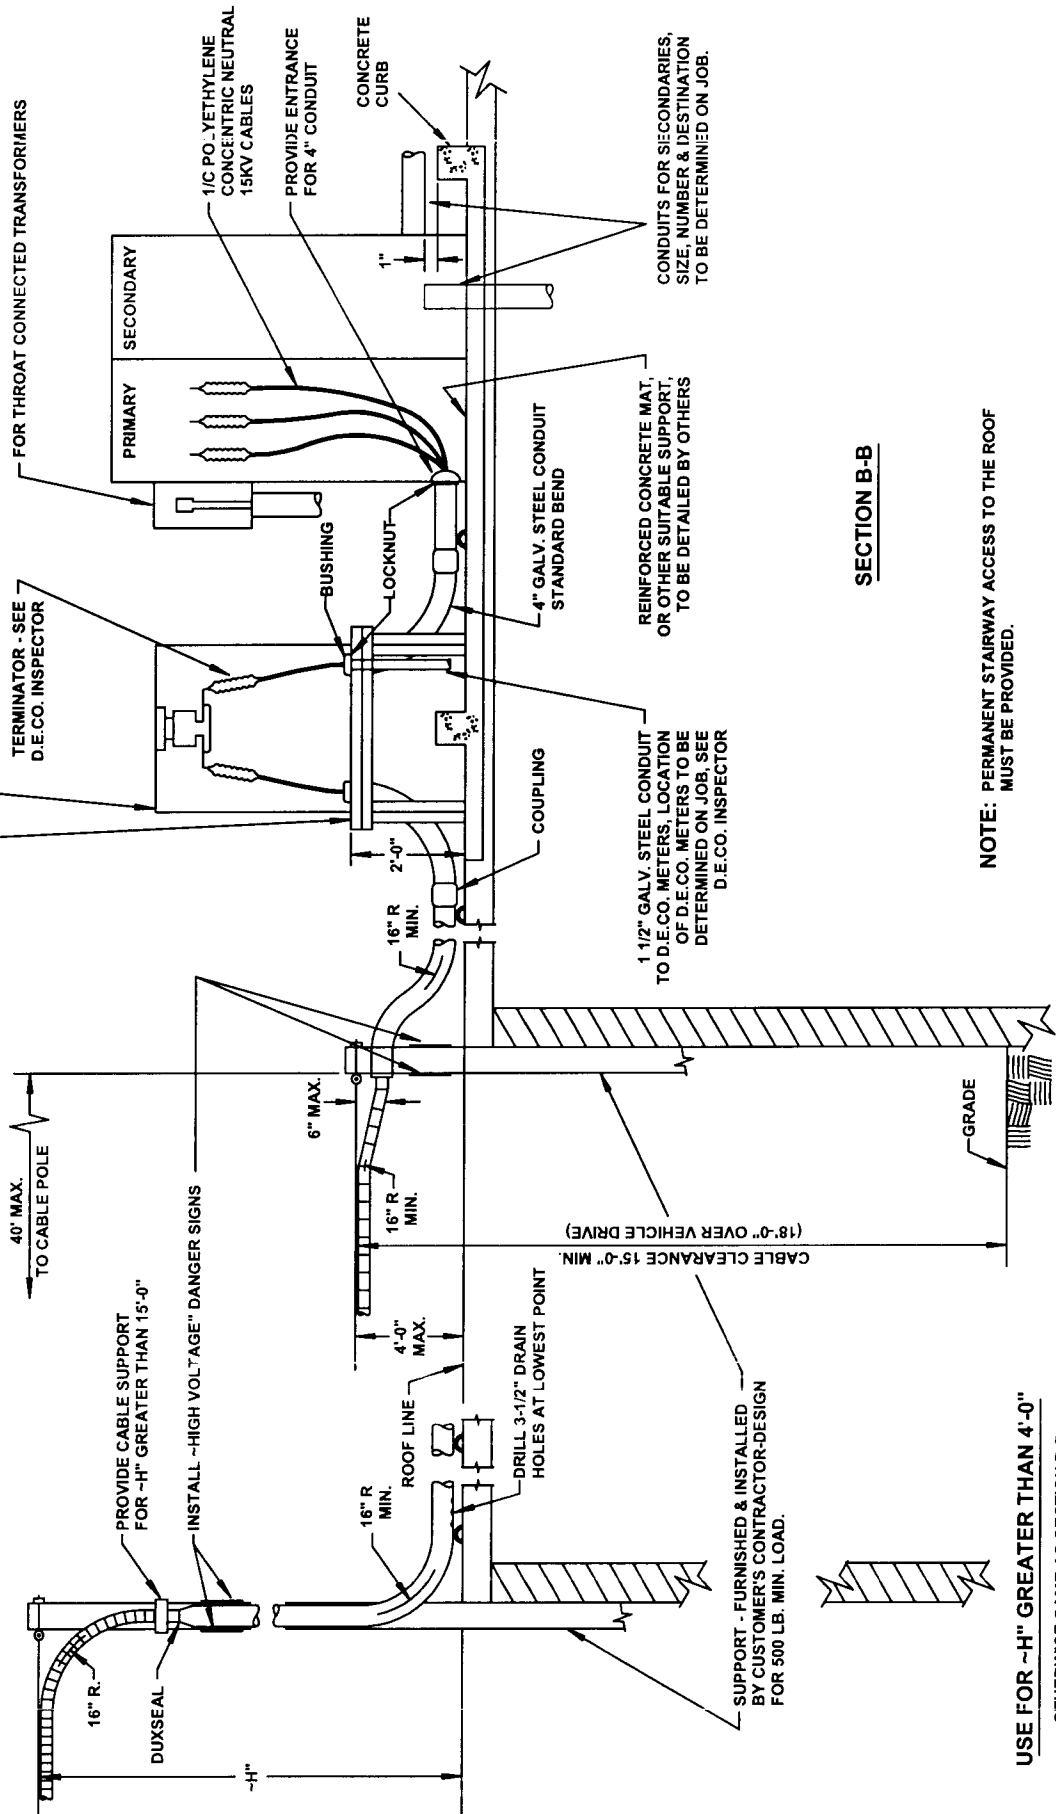 40' MAX.
TO CABLE POLE
PROVIDE CABLE SUPPORT
FOR ~H" GREATER THAN 15'-0"
INSTALL ~HIGH VOLTAGE" DANGER SIGNS
16" R.
DUXSEAL
~H"
16" R
MIN.
ROOF LINE
DRILL 3-1/2" DRAIN
HOLES AT LOWEST POINT
4'-0"
MAX.
SUPPORT - FURNISHED & INSTALLED
BY CUSTOMER'S CONTRACTOR-DESIGN
FOR 500 LB. MIN. LOAD.
USE FOR ~H" GREATER THAN 4'-0"
6" MAX.
16" R
MIN.
CABLE CLEARANCE 15'-0" MIN.
(18'-0" OVER VEHICLE DRIVE)
GRADE
16" R
MIN.
2'-0"
COUPLING
TERMINATOR - SEE
D.E.CO. INSPECTOR
BUSHING
LOCKNUT
4" GALV. STEEL CONDUIT
STANDARD BEND
1 1/2" GALV. STEEL CONDUIT
TO D.E.CO. METERS, LOCATION
OF D.E.CO. METERS TO BE
DETERMINED ON JOB, SEE
D.E.CO. INSPECTOR
FOR THROAT CONNECTED TRANSFORMERS
PRIMARY
SECONDARY
1/C POLYETHYLENE
CONCENTRIC NEUTRAL
15KV CABLES
PROVIDE ENTRANCE
FOR 4" CONDUIT
CONCRETE
CURB
1"
CONDUITS FOR SECONDARIES,
SIZE, NUMBER & DESTINATION
TO BE DETERMINED ON JOB.
REINFORCED CONCRETE MAT,
OR OTHER SUITABLE SUPPORT,
TO BE DETAILED BY OTHERS
SECTION B-B
NOTE: PERMANENT STAIRWAY ACCESS TO THE ROOF
MUST BE PROVIDED.